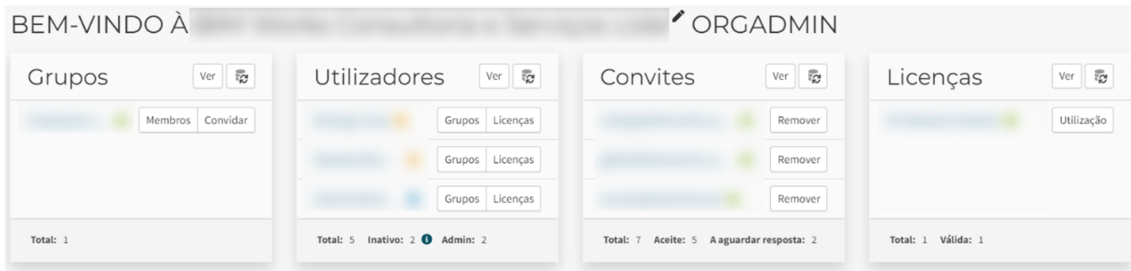 BEM-VINDO À ORGADMIN
Grupos Ver
Membros Convidar
Total: 1
Utilizadores Ver
Grupos Licenças
Grupos Licenças
Grupos Licenças
Total: 5 Inativo: 2 Admin: 2
Convites Ver
Remover
Remover
Remover
Total: 7 Aceite: 5 A aguardar resposta: 2
Licenças Ver
Utilização
Total: 1 Válida: 1